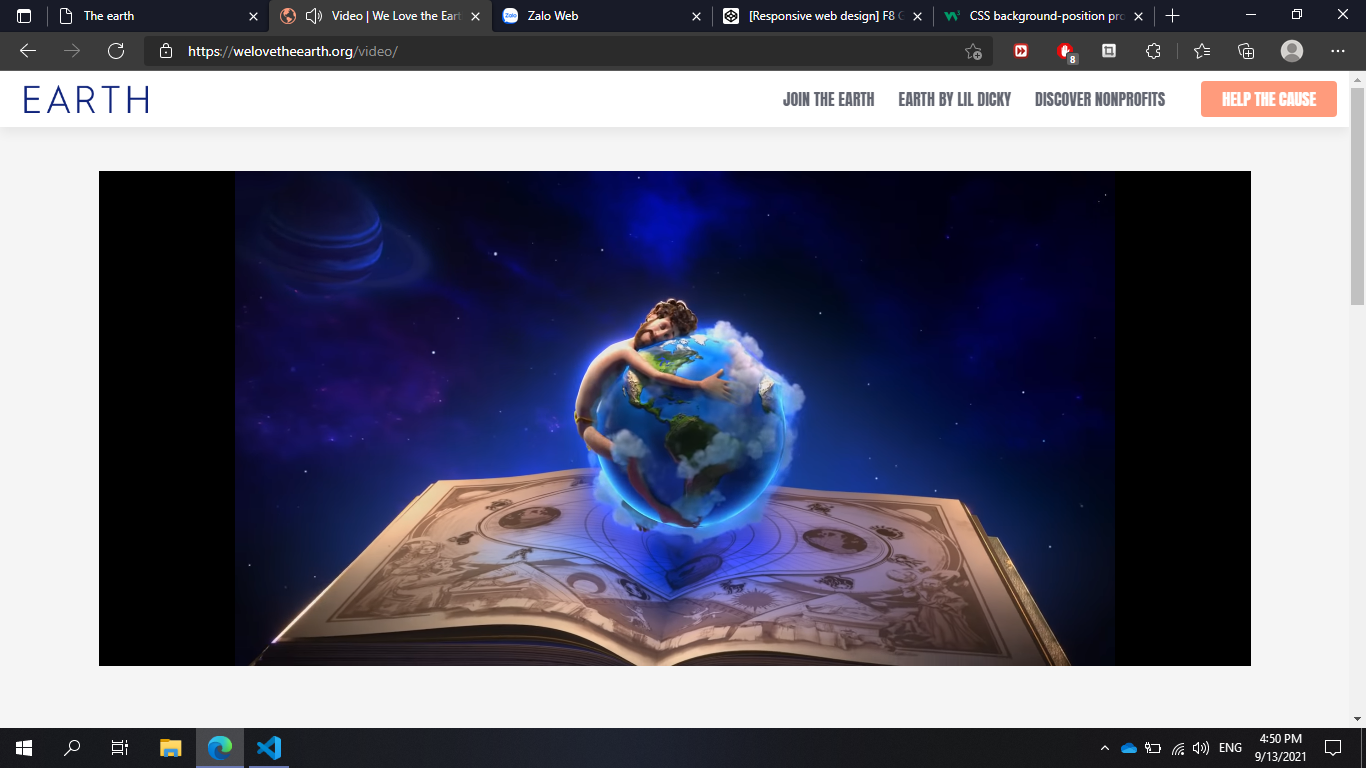 The earth
Video | We Love the Eart
Zalo Web
[Responsive web design] F8 G
CSS background-position pro
https://welovetheearth.org/video/
8
EARTH
JOIN THE EARTH
EARTH BY LIL DICKY
DISCOVER NONPROFITS
HELP THE CAUSE
ENG
4:50 PM
9/13/2021